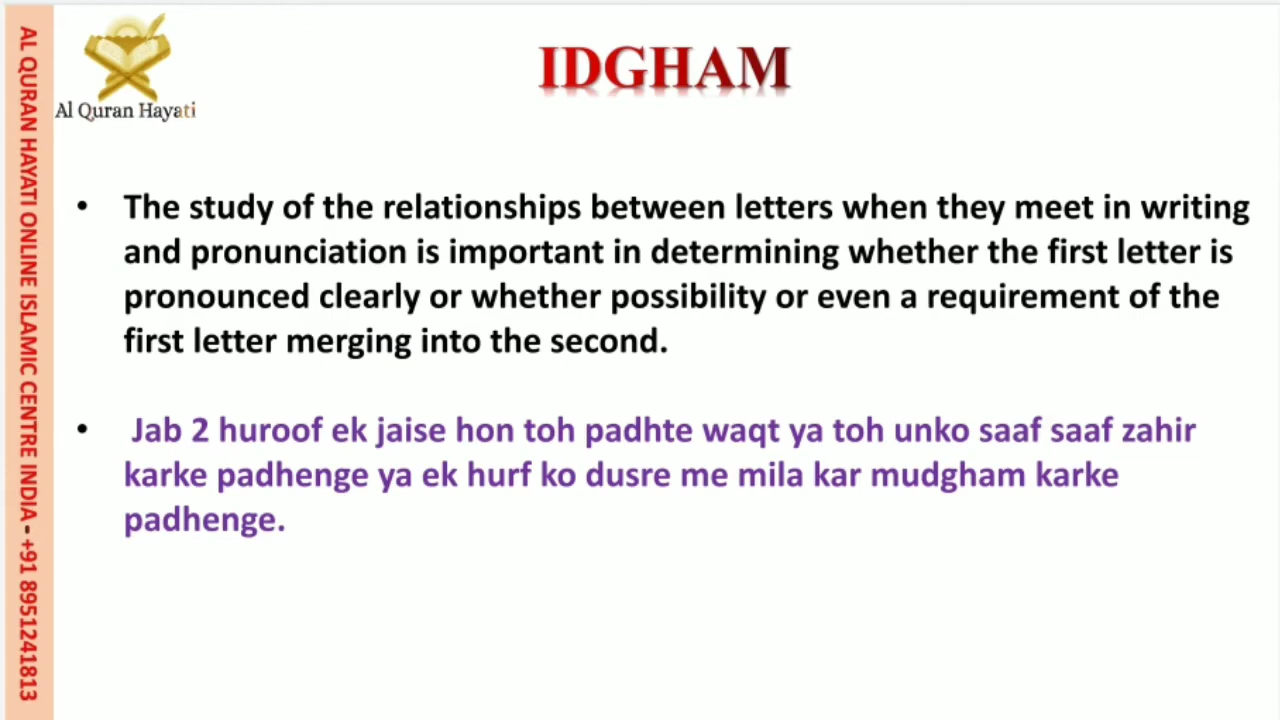 AL QURAN HAYATI ONLINE ISLAMIC CENTRE INDIA - +91 8951241813
Al Quran Hayati
IDGHAM
• The study of the relationships between letters when they meet in writing
and pronunciation is important in determining whether the first letter is
pronounced clearly or whether possibility or even a requirement of the
first letter merging into the second.
• Jab 2 huroof ek jaise hon toh padhte waqt ya toh unko saaf saaf zahir
karke padhenge ya ek hurf ko dusre me mila kar mudgham karke
padhenge.